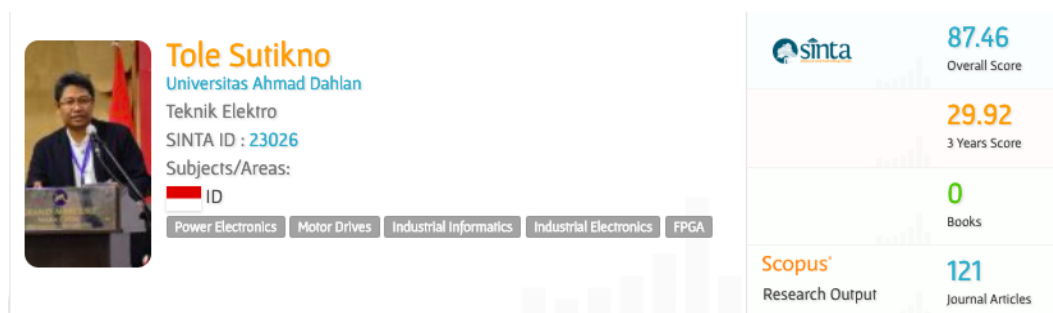 Tole Sutikno
Universitas Ahmad Dahlan
Teknik Elektro
SINTA ID : 23026
Subjects/Areas:
ID
Power Electronics Motor Drives Industrial Informatics Industrial Electronics FPGA
sinta
87.46
Overall Score
29.92
3 Years Score
0
Books
Scopus®
Research Output
121
Journal Articles